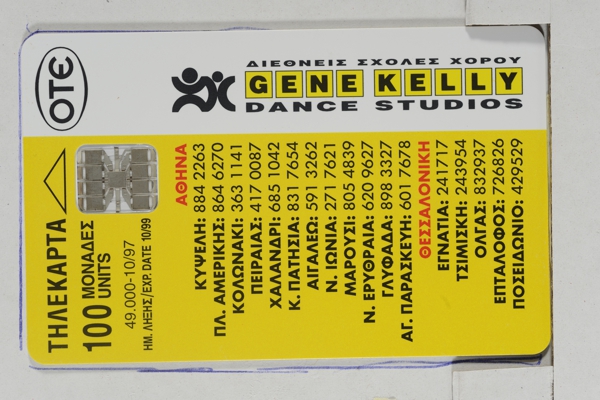 ΟΤΕ
ΔΙΕΘΝΕΙΣ ΣΧΟΛΕΣ ΧΟΡΟΥ
GENE KELLY
DANCE STUDIOS
ΤΗΛΕΚΑΡΤΑ
100 ΜΟΝΑΔΕΣ
UNITS
49.000-10/97
ΗΜ. ΛΗΞΗΣ/EXP. DATE 10/99
ΑΘΗΝΑ
ΚΥΨΕΛΗ: 884 2263
ΠΛ. ΑΜΕΡΙΚΗΣ: 864 6270
ΚΟΛΩΝΑΚΙ: 363 1141
ΠΕΙΡΑΙΑΣ: 417 0087
ΧΑΛΑΝΔΡΙ: 685 1042
Κ. ΠΑΤΗΣΙΑ: 831 7654
ΑΙΓΑΛΕΩ: 591 3262
Ν. ΙΩΝΙΑ: 271 7621
ΜΑΡΟΥΣΙ: 805 4839
Ν. ΕΡΥΘΡΑΙΑ: 620 9627
ΓΛΥΦΑΔΑ: 898 3327
ΑΓ. ΠΑΡΑΣΚΕΥΗ: 601 7678
ΘΕΣΣΑΛΟΝΙΚΗ
ΕΓΝΑΤΙΑ: 241717
ΤΣΙΜΙΣΚΗ: 243954
ΟΛΓΑΣ: 832937
ΕΠΤΑΛΟΦΟΣ: 726826
ΠΟΣΕΙΔΩΝΙΟ: 429529